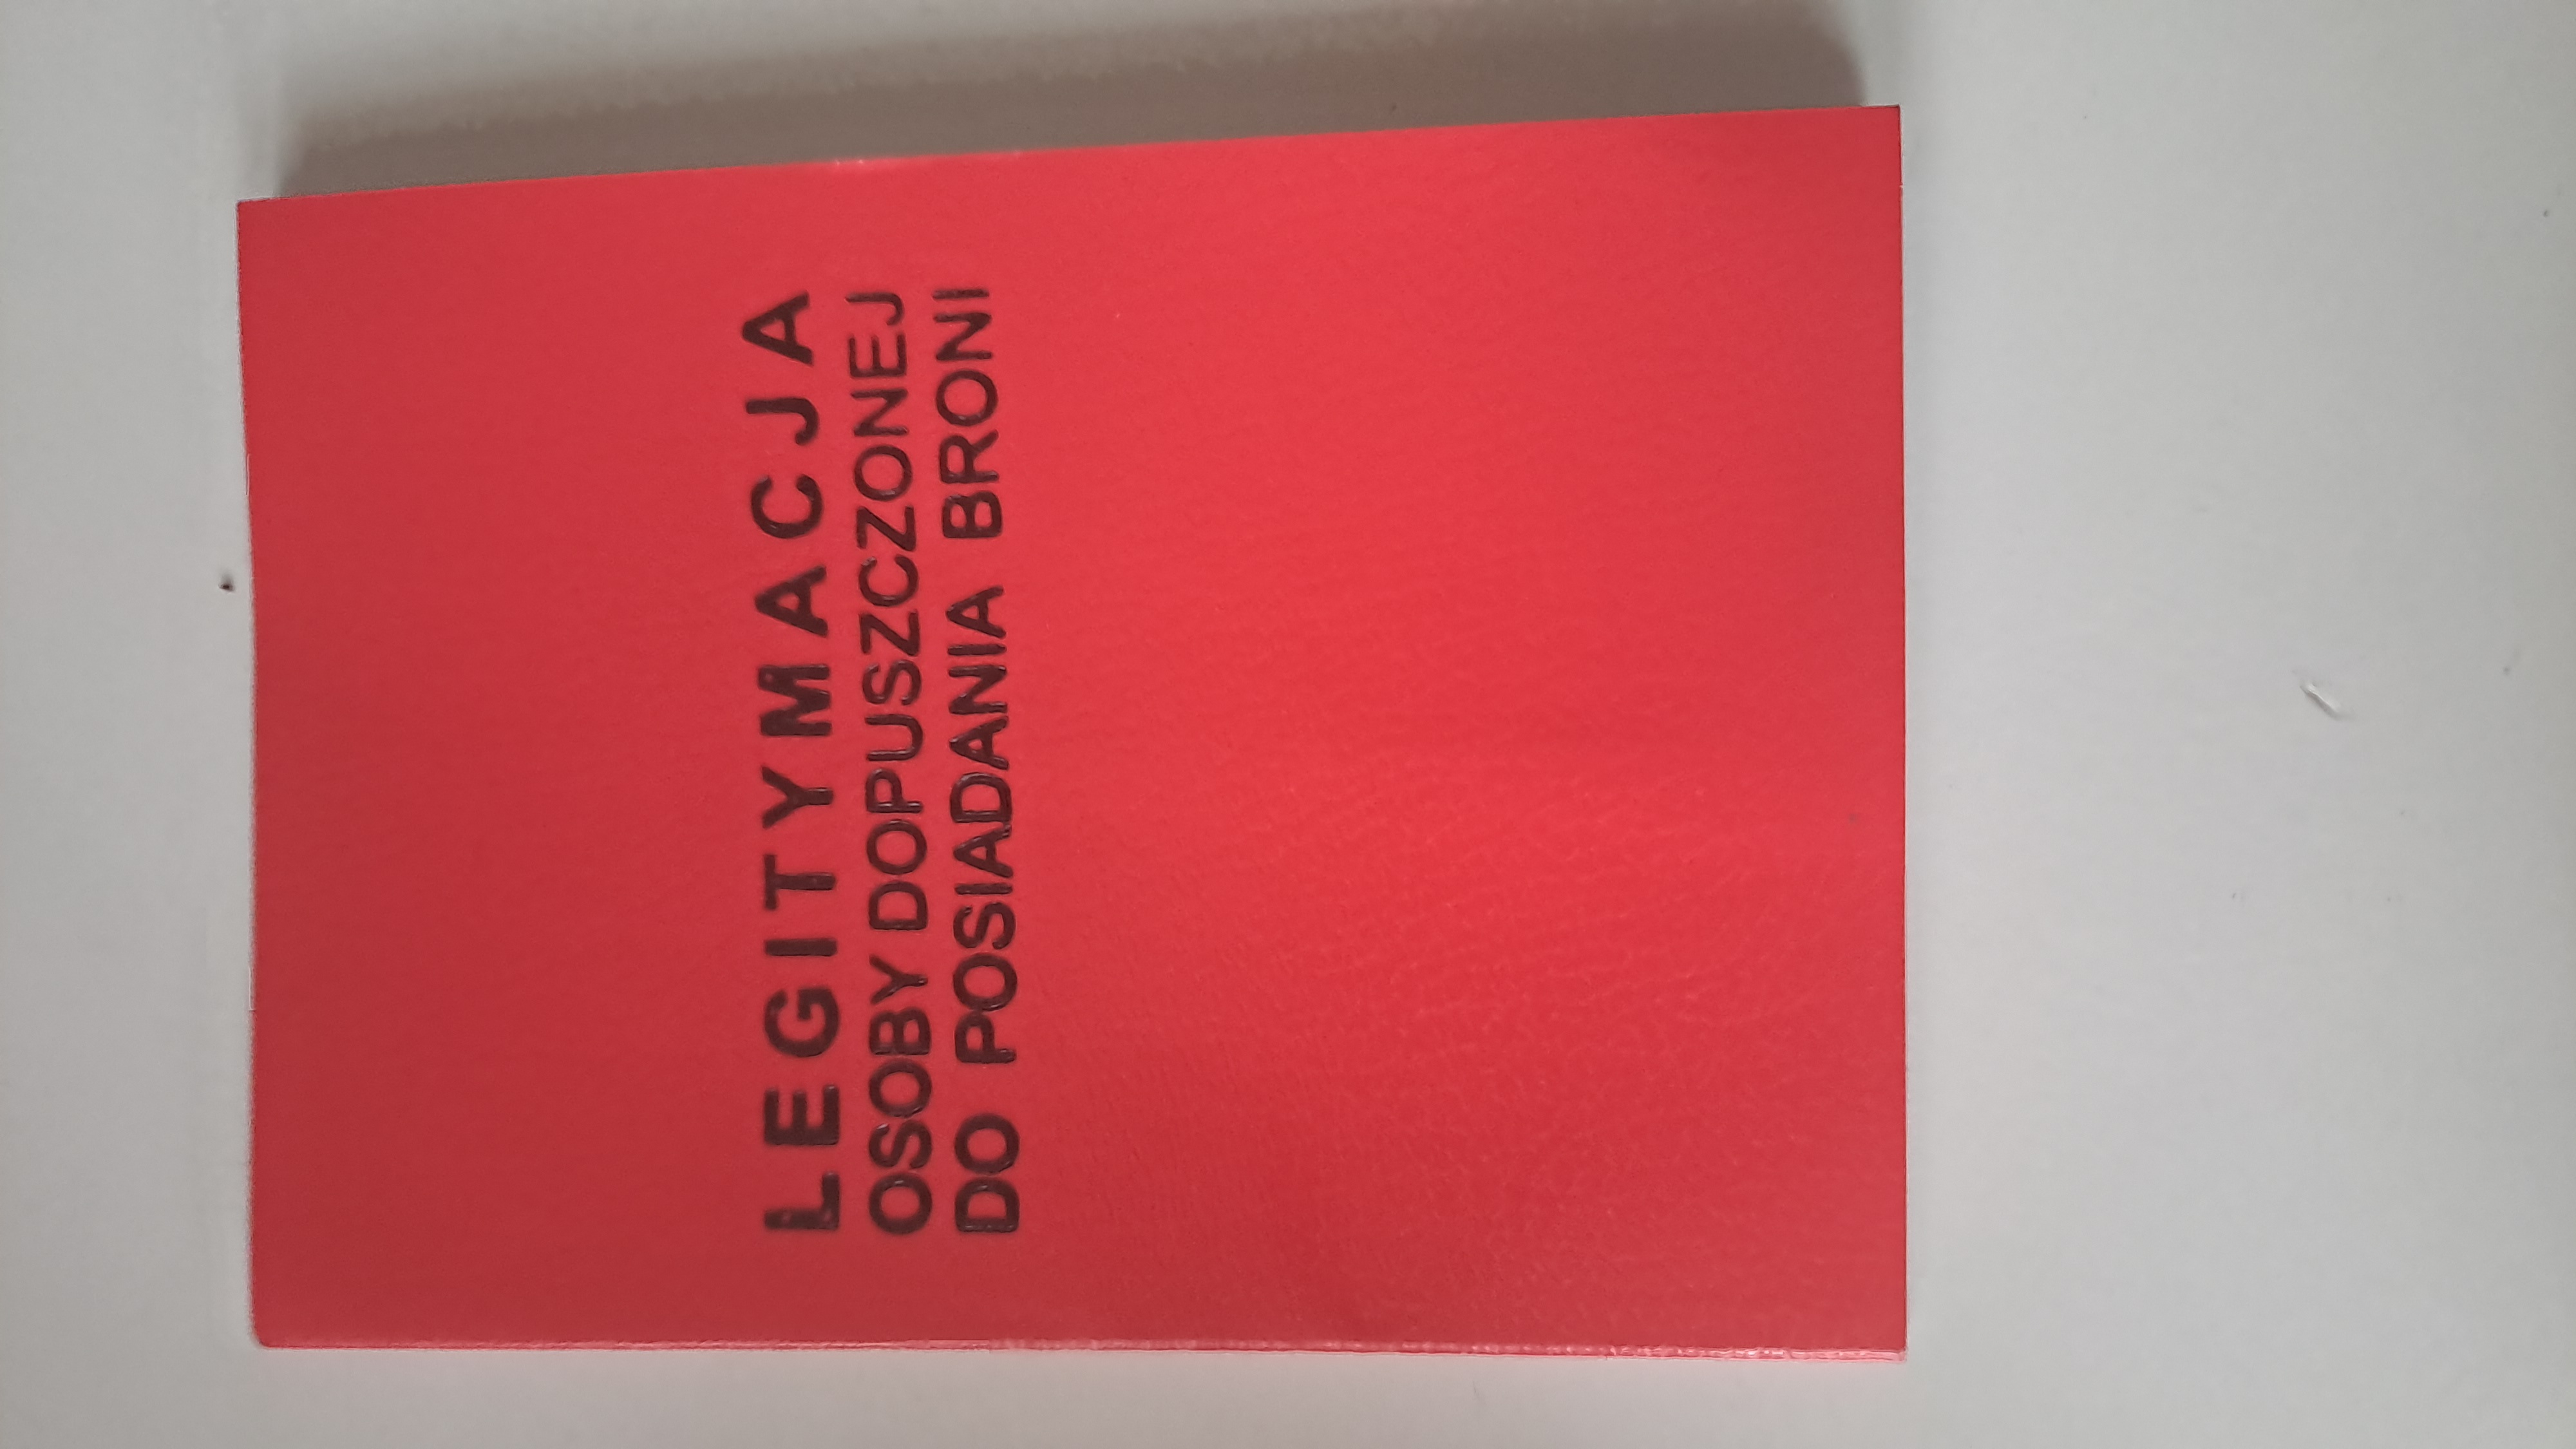 LEGITYMACJA
OSOBY DOPUSZCZONEJ
DO POSIADANIA BRONI